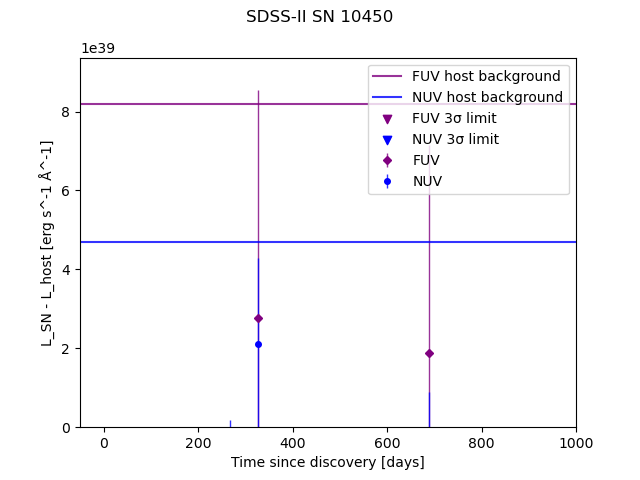 SDSS-II SN 10450
1e39
FUV host background
NUV host background
FUV 3σ limit
NUV 3σ limit
FUV
NUV
8
6
4
2
0
L_SN - L_host [erg s^-1 Å^-1]
0 200 400 600 800 1000
Time since discovery [days]